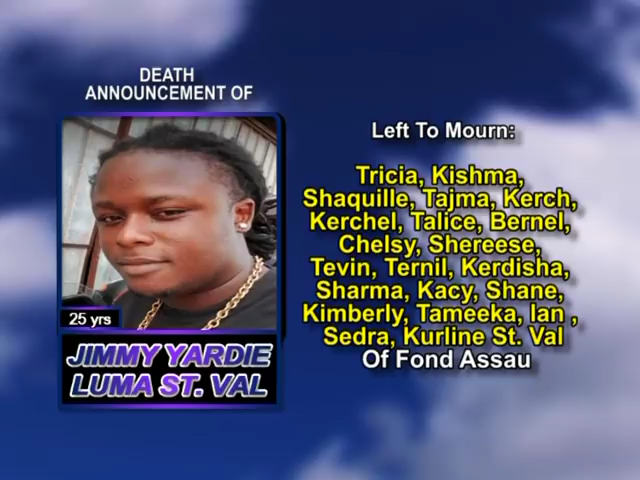 DEATH
ANNOUNCEMENT OF
25 yrs
JIMMY YARDIE
LUMA ST. VAL
Left To Mourn:
Tricia, Kishma,
Shaquille, Tajma, Kerch,
Kerchel, Talice, Bernel,
Chelsy, Shereese,
Tevin, Ternil, Kerdisha,
Sharma, Kacy, Shane,
Kimberly, Tameeka, Ian ,
Sedra, Kurline St. Val
Of Fond Assau